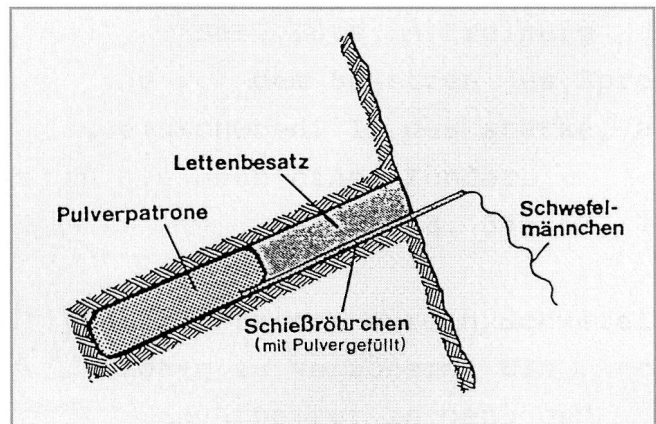 Lettenbesatz
Pulverpatrone
Schwefel-
männchen
Schießröhrchen
(mit Pulvergefüllt)